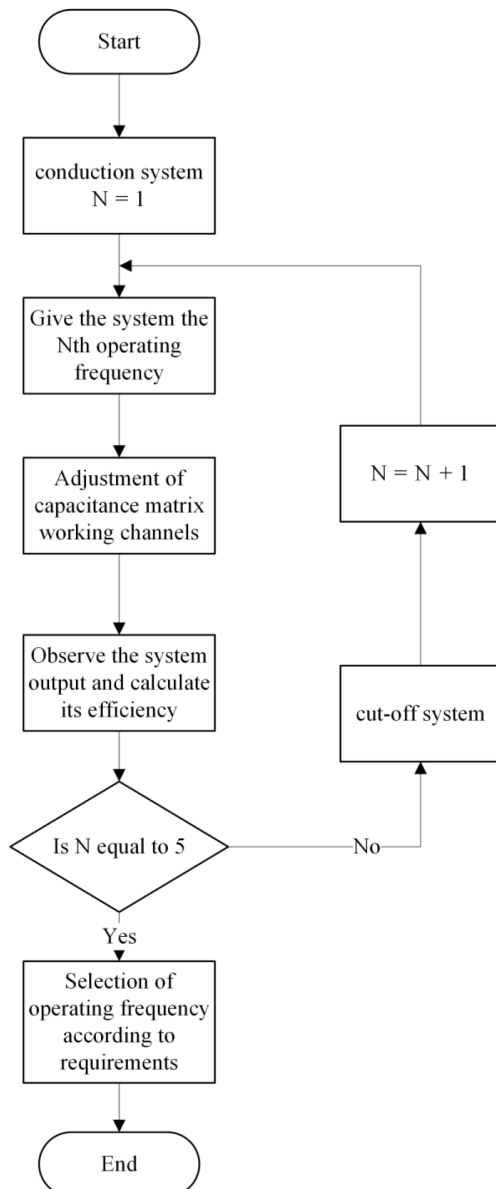 Start
conduction system
N = 1
Give the system the
Nth operating
frequency
Adjustment of
capacitance matrix
working channels
N = N + 1
Observe the system
output and calculate
its efficiency
cut-off system
Is N equal to 5
No
Yes
Selection of
operating frequency
according to
requirements
End